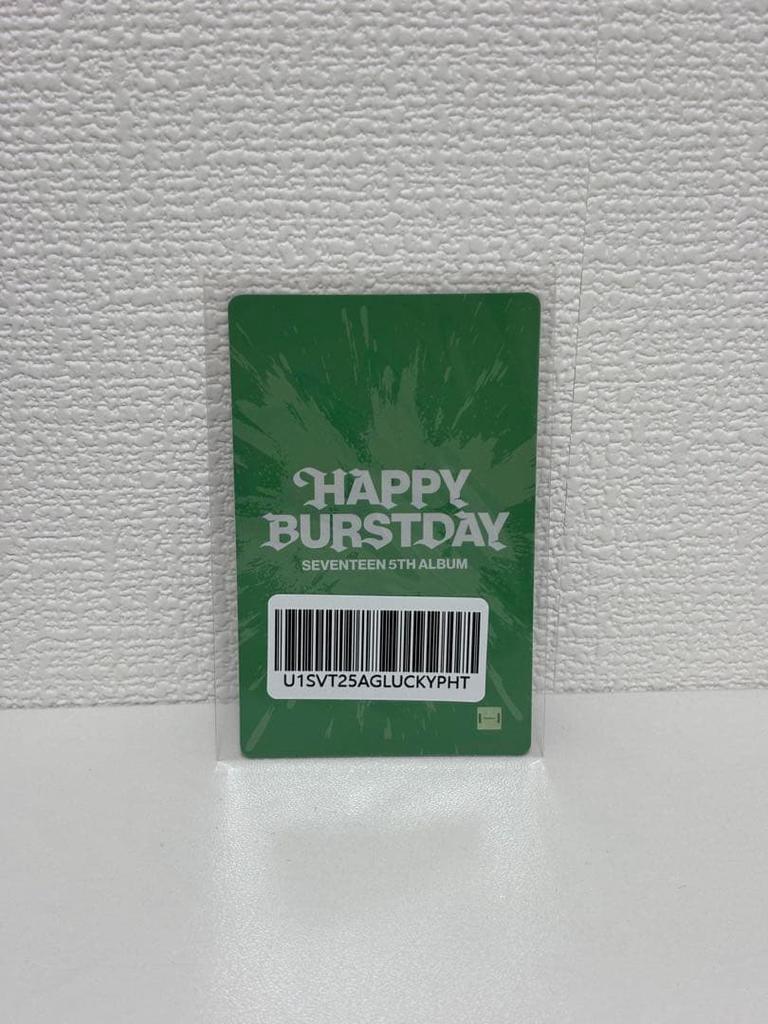 HAPPY
BURSTDAY
SEVENTEEN 5TH ALBUM
U1SVT25AGLUCKYPHT